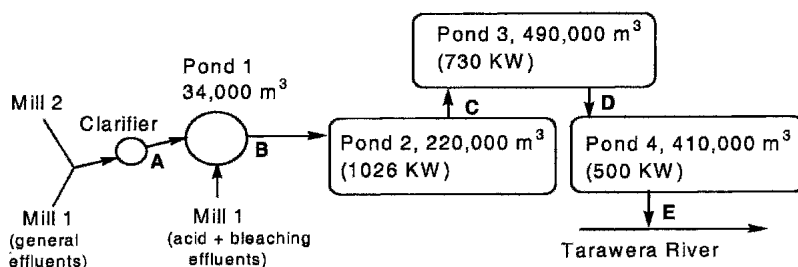 Mill 2
Mill 1
(general
effluents)
Clarifier
A
Pond 1
34,000 m³
B
Mill 1
(acid + bleaching
effluents)
Pond 2, 220,000 m³
(1026 KW)
C
Pond 3, 490,000 m³
(730 KW)
D
Pond 4, 410,000 m³
(500 KW)
E
Tarawera River